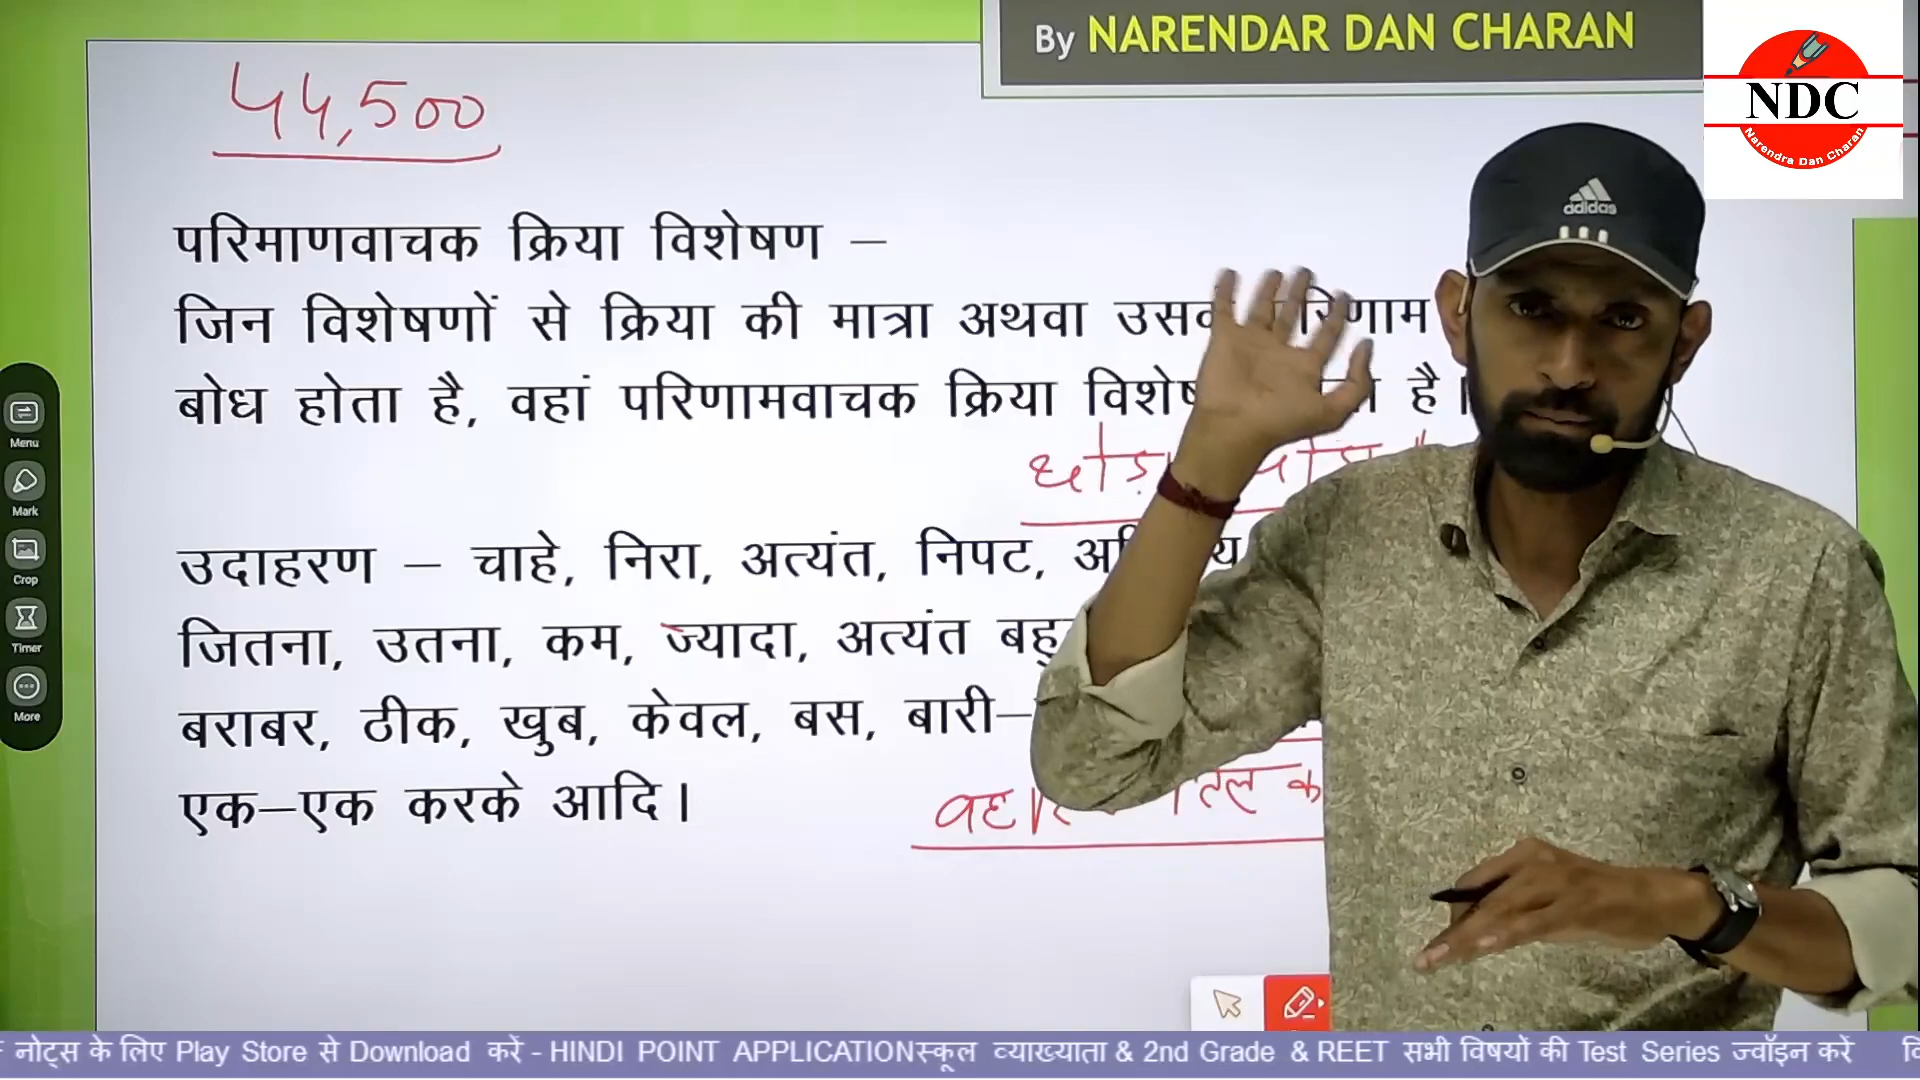 By NARENDAR DAN CHARAN
NDC
Narendra Dan Charan
44,500
adidas
परिमाणवाचक क्रिया विशेषण –
जिन विशेषणों से क्रिया की मात्रा अथवा
बोध होता है, वहां परिणामवाचक क्रिया है।
उदाहरण – चाहे, निरा, अत्यंत, निपट,
जितना, उतना, कम, ज्यादा, अत्यंत
बराबर, ठीक, खुब, केवल, बस, बारी–
एक–एक करके आदि।
Menu
Mark
Crop
Timer
More
नोट्स के लिए Play Store से Download करें - HINDI POINT APPLICATIONस्कूल व्याख्याता & 2nd Grade & REET सभी विषयों की Test Series ज्वॉइन करें